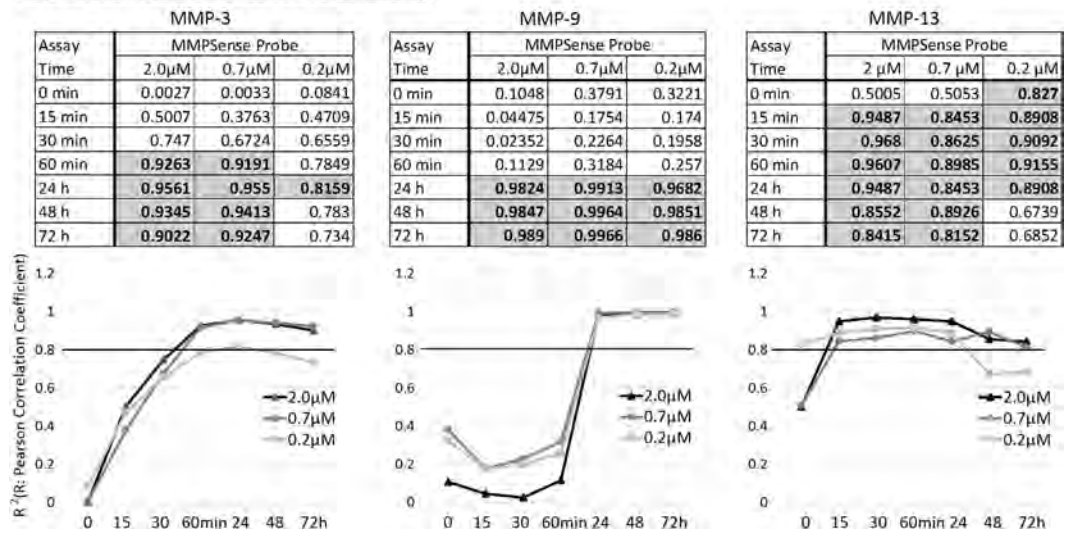 MMP-3 MMP-9 MMP-13
Assay MMPSense Probe
Time 2.0μM 0.7μM 0.2μM
0 min 0.0027 0.0033 0.0841
15 min 0.5007 0.3763 0.4709
30 min 0.747 0.6724 0.6559
60 min 0.9263 0.9191 0.7849
24 h 0.9561 0.955 0.8159
48 h 0.9345 0.9413 0.783
72 h 0.9022 0.9247 0.734
Assay MMPSense Probe
Time 2.0μM 0.7μM 0.2μM
0 min 0.1048 0.3791 0.3221
15 min 0.04475 0.1754 0.174
30 min 0.02352 0.2264 0.1958
60 min 0.1129 0.3184 0.257
24 h 0.9824 0.9913 0.9682
48 h 0.9847 0.9964 0.9851
72 h 0.989 0.9966 0.986
Assay MMPSense Probe
Time 2 μM 0.7 μM 0.2 μM
0 min 0.5005 0.5053 0.827
15 min 0.9487 0.8453 0.8908
30 min 0.968 0.8625 0.9092
60 min 0.9607 0.8985 0.9155
24 h 0.9487 0.8453 0.8908
48 h 0.8552 0.8926 0.6739
72 h 0.8415 0.8152 0.6852
R²(R: Pearson Correlation Coefficient)
1.2
1
0.8
0.6
0.4
0.2
0
2.0μM
0.7μM
0.2μM
0 15 30 60min 24 48 72h
1.2
1
0.8
0.6
0.4
0.2
0
2.0μM
0.7μM
0.2μM
0 15 30 60min 24 48 72h
1.2
1
0.8
0.6
0.4
0.2
0
2.0μM
0.7μM
0.2μM
0 15 30 60min 24 48 72h